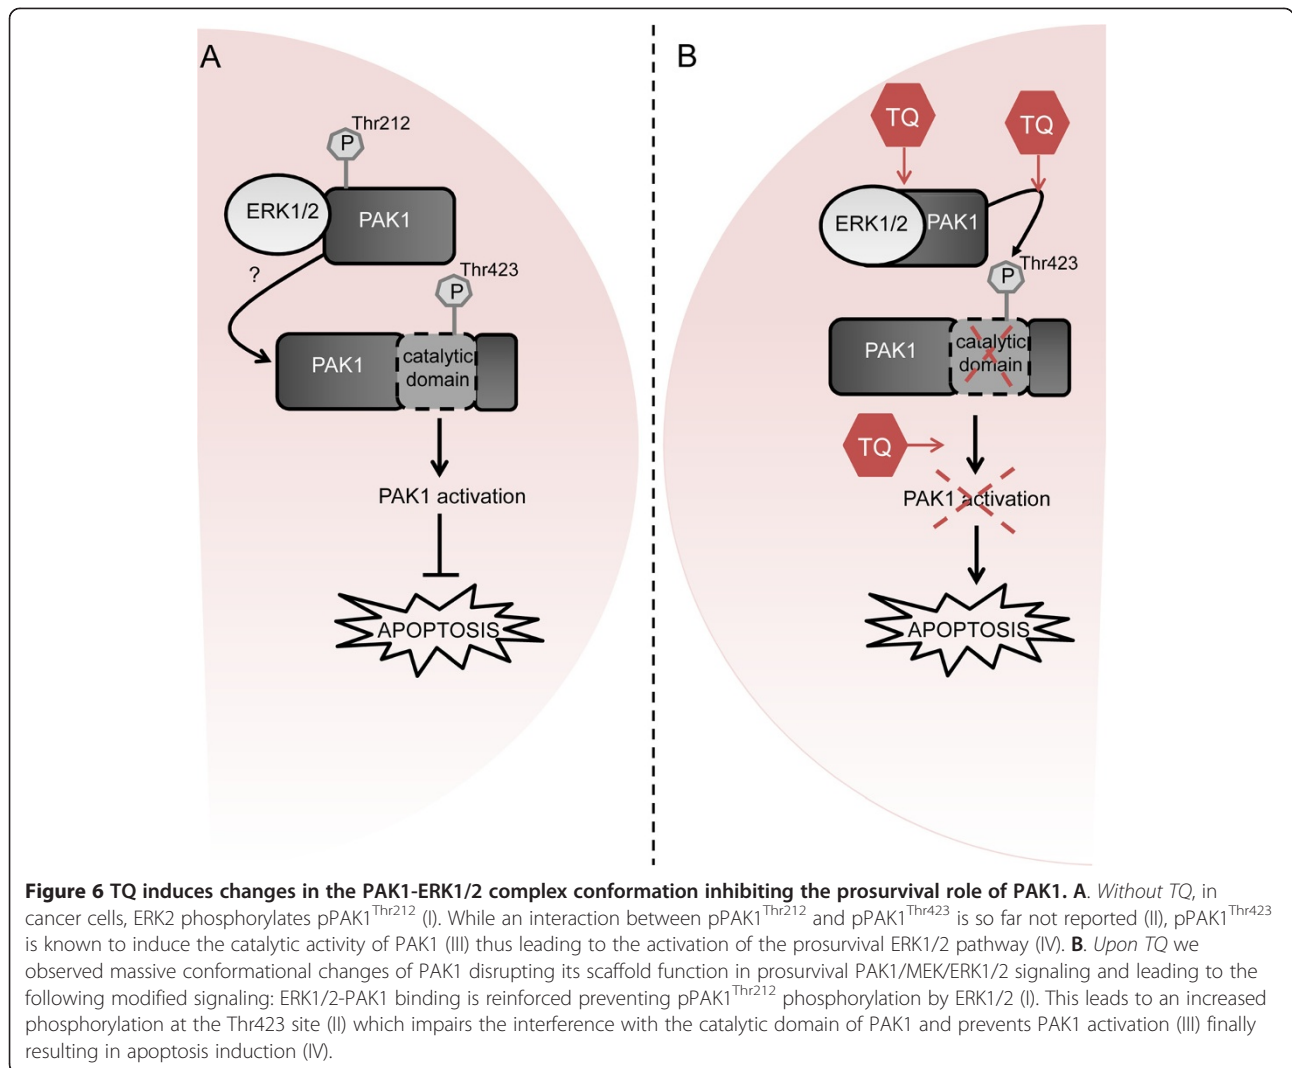 A
B
Thr212
P
ERK1/2
PAK1
?
Thr423
P
PAK1
catalytic
domain
PAK1 activation
APOPTOSIS
TQ
TQ
ERK1/2
PAK1
Thr423
P
PAK1
catalytic
domain
TQ
PAK1 activation
APOPTOSIS
Figure 6 TQ induces changes in the PAK1-ERK1/2 complex conformation inhibiting the prosurvival role of PAK1. A. Without TQ, in
cancer cells, ERK2 phosphorylates pPAK1Thr212 (I). While an interaction between pPAK1Thr212 and pPAK1Thr423 is so far not reported (II), pPAK1Thr423
is known to induce the catalytic activity of PAK1 (III) thus leading to the activation of the prosurvival ERK1/2 pathway (IV). B. Upon TQ we
observed massive conformational changes of PAK1 disrupting its scaffold function in prosurvival PAK1/MEK/ERK1/2 signaling and leading to the
following modified signaling: ERK1/2-PAK1 binding is reinforced preventing pPAK1Thr212 phosphorylation by ERK1/2 (I). This leads to an increased
phosphorylation at the Thr423 site (II) which impairs the interference with the catalytic domain of PAK1 and prevents PAK1 activation (III) finally
resulting in apoptosis induction (IV).